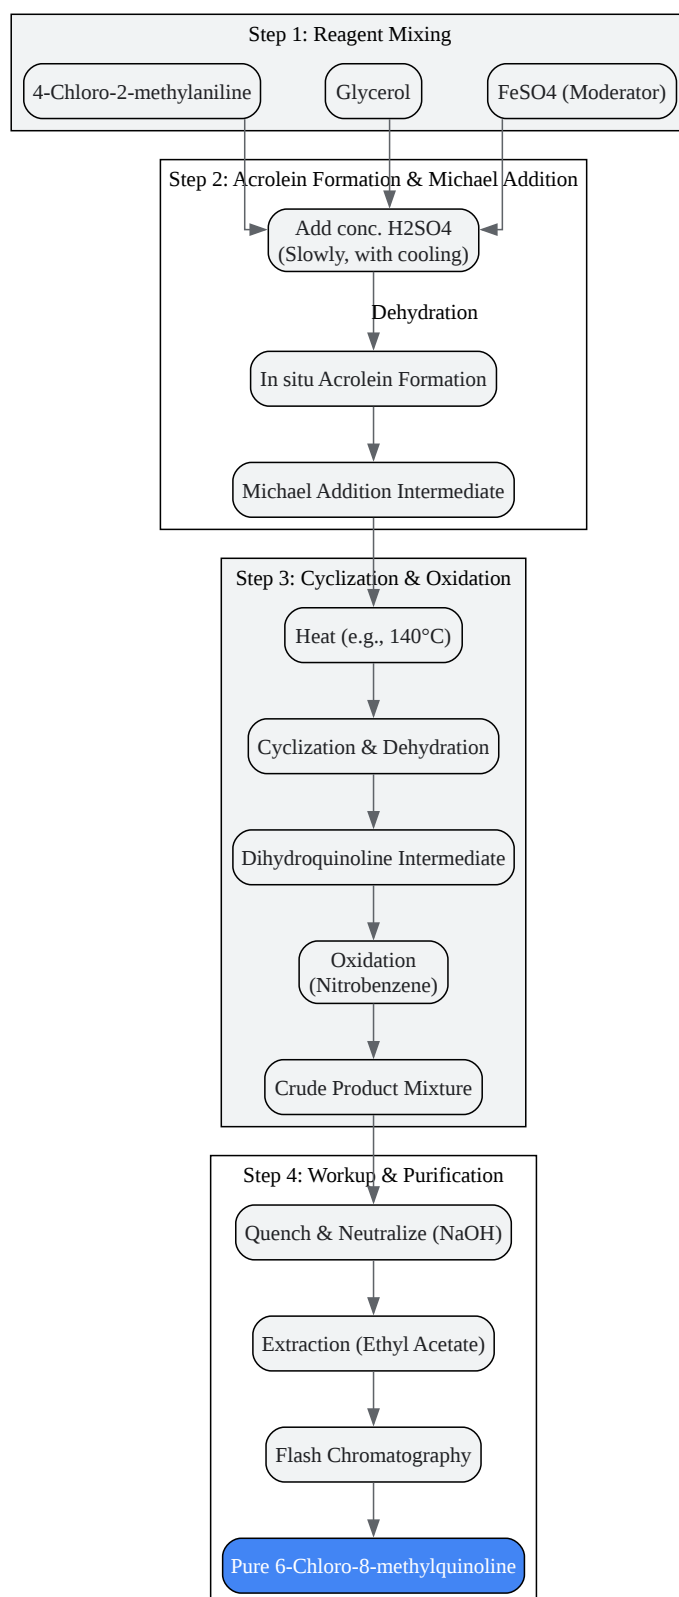 Step 1: Reagent Mixing
4-Chloro-2-methylaniline
Glycerol
FeSO4 (Moderator)
Step 2: Acrolein Formation & Michael Addition
Add conc. H2SO4
(Slowly, with cooling)
Dehydration
In situ Acrolein Formation
Michael Addition Intermediate
Step 3: Cyclization & Oxidation
Heat (e.g., 140°C)
Cyclization & Dehydration
Dihydroquinoline Intermediate
Oxidation
(Nitrobenzene)
Crude Product Mixture
Step 4: Workup & Purification
Quench & Neutralize (NaOH)
Extraction (Ethyl Acetate)
Flash Chromatography
Pure 6-Chloro-8-methylquinoline